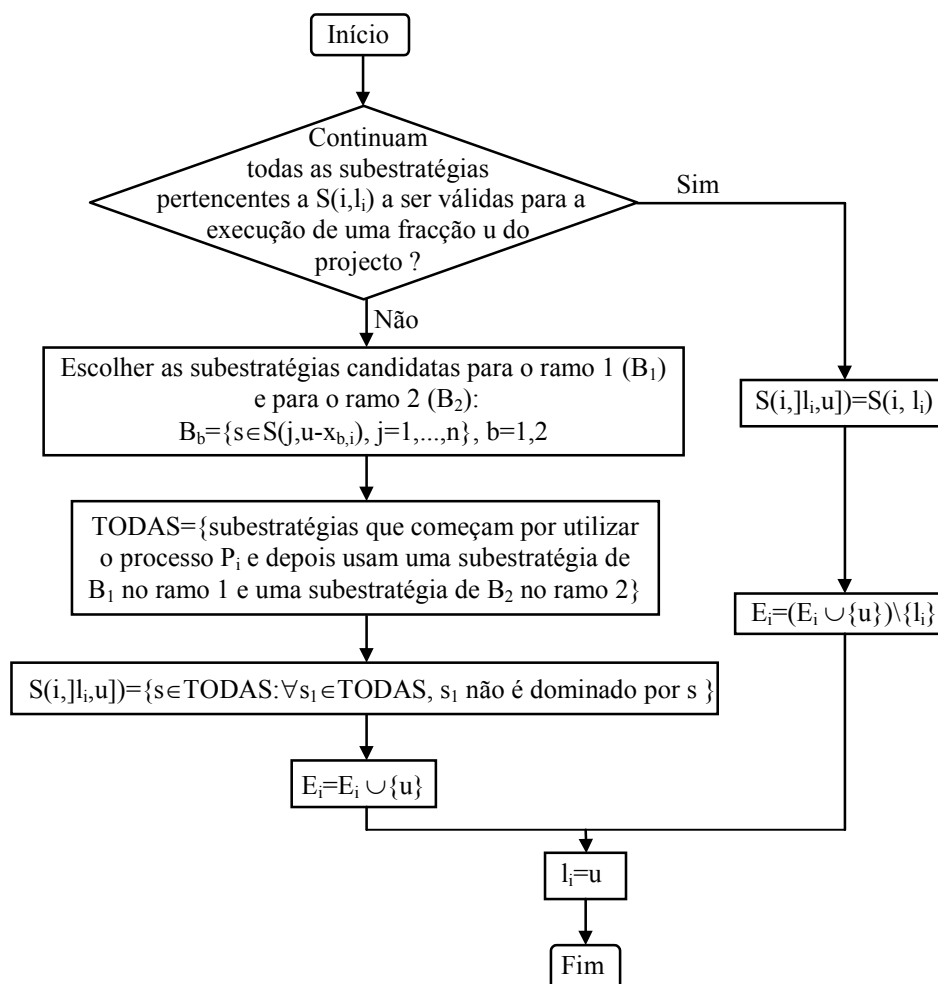 Início
Continuam
todas as subestratégias
pertencentes a S(i,lᵢ) a ser válidas para a
execução de uma fracção u do
projecto ?
Sim
Não
Escolher as subestratégias candidatas para o ramo 1 (B₁)
e para o ramo 2 (B₂):
B_b={s∈S(j,u-x_{b,i}), j=1,...,n}, b=1,2
S(i,]lᵢ,u])=S(i, lᵢ)
TODAS={subestratégias que começam por utilizar
o processo Pᵢ e depois usam uma subestratégia de
B₁ no ramo 1 e uma subestratégia de B₂ no ramo 2}
Eᵢ=(Eᵢ ∪{u})\{lᵢ}
S(i,]lᵢ,u])={s∈TODAS:∀s₁∈TODAS, s₁ não é dominado por s }
Eᵢ=Eᵢ ∪{u}
lᵢ=u
Fim